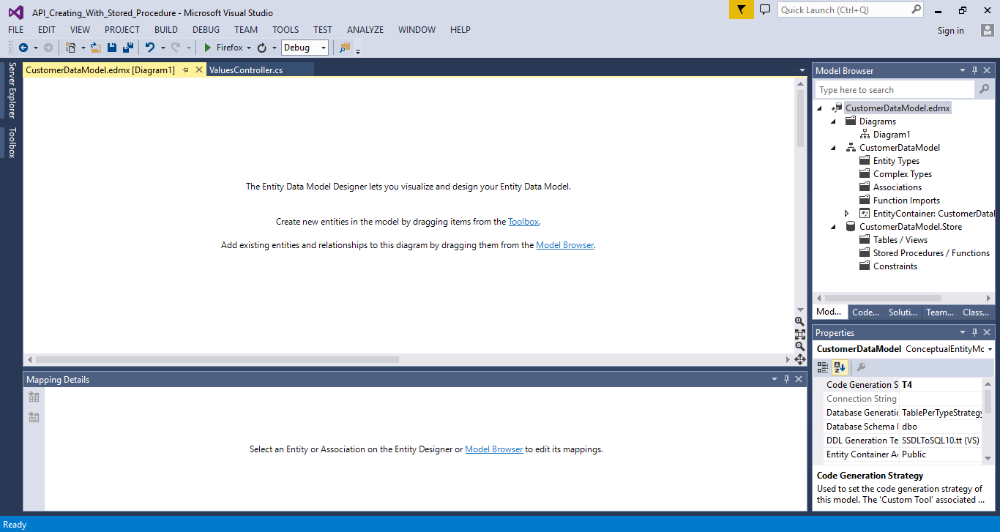 API_Creating_With_Stored_Procedure - Microsoft Visual Studio
Quick Launch (Ctrl+Q)
FILE EDIT VIEW PROJECT BUILD DEBUG TEAM TOOLS TEST ANALYZE WINDOW HELP
Sign in
Firefox Debug
Server Explorer
Toolbox
CustomerDataModel.edmx [Diagram1] ValuesController.cs
The Entity Data Model Designer lets you visualize and design your Entity Data Model.
Create new entities in the model by dragging items from the Toolbox.
Add existing entities and relationships to this diagram by dragging them from the Model Browser.
Mapping Details
Select an Entity or Association on the Entity Designer or Model Browser to edit its mappings.
Model Browser
Type here to search
CustomerDataModel.edmx
Diagrams
Diagram1
CustomerDataModel
Entity Types
Complex Types
Associations
Function Imports
EntityContainer: CustomerDatal
CustomerDataModel.Store
Tables / Views
Stored Procedures / Functions
Constraints
Mod... Code... Soluti... Team... Class...
Properties
CustomerDataModel ConceptualEntityMc
Code Generation S T4
Connection String
Database Generatic TablePerTypeStrategy
Database Schema I dbo
DDL Generation Te SSDLToSQL10.tt (VS)
Entity Container Ac Public
Code Generation Strategy
Used to set the code generation strategy of
this model. The 'Custom Tool' associated ...
Ready